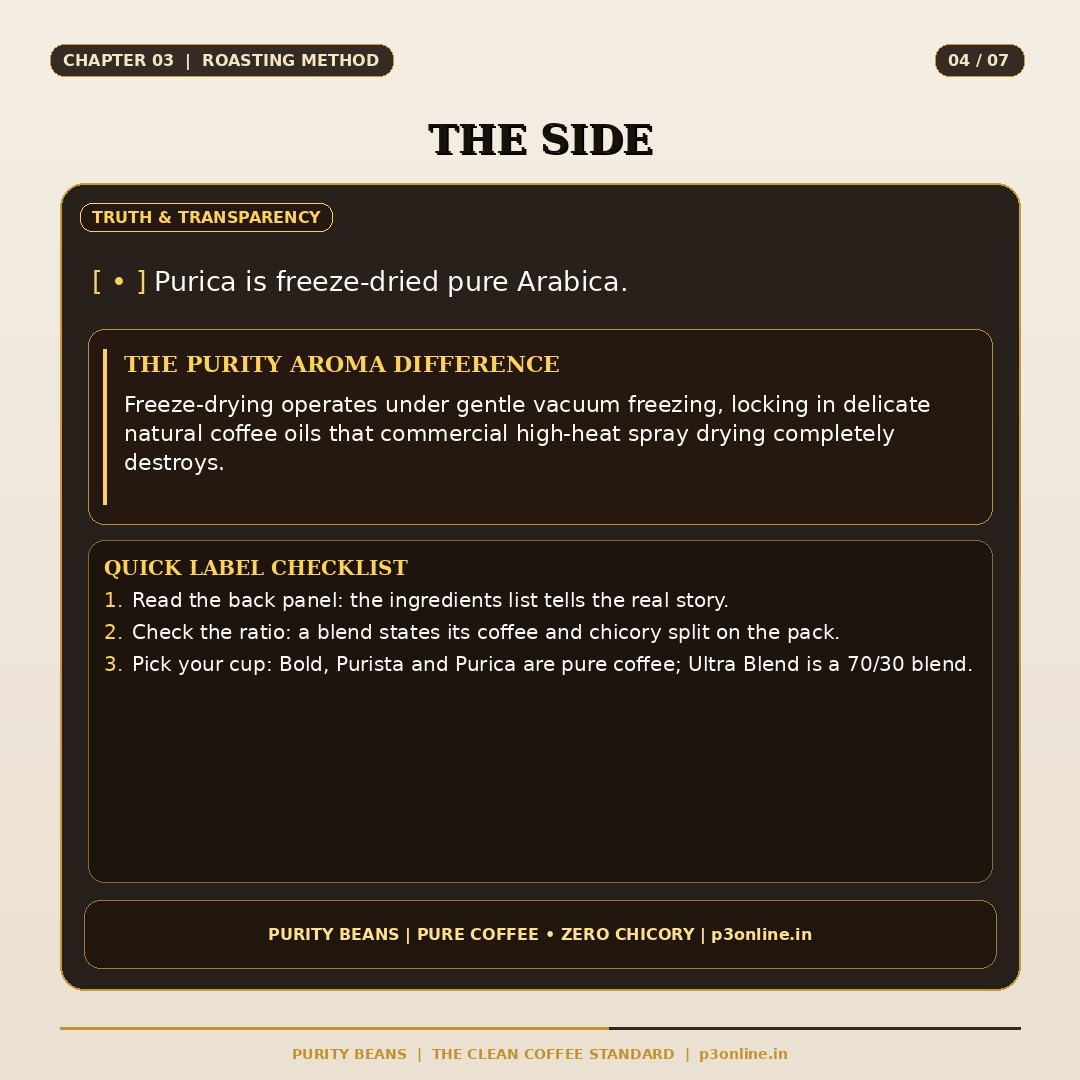 CHAPTER 03 | ROASTING METHOD
04 / 07
THE SIDE
TRUTH & TRANSPARENCY
[ • ] Purica is freeze-dried pure Arabica.
THE PURITY AROMA DIFFERENCE
Freeze-drying operates under gentle vacuum freezing, locking in delicate
natural coffee oils that commercial high-heat spray drying completely
destroys.
QUICK LABEL CHECKLIST
1. Read the back panel: the ingredients list tells the real story.
2. Check the ratio: a blend states its coffee and chicory split on the pack.
3. Pick your cup: Bold, Purista and Purica are pure coffee; Ultra Blend is a 70/30 blend.
PURITY BEANS | PURE COFFEE • ZERO CHICORY | p3online.in
PURITY BEANS | THE CLEAN COFFEE STANDARD | p3online.in